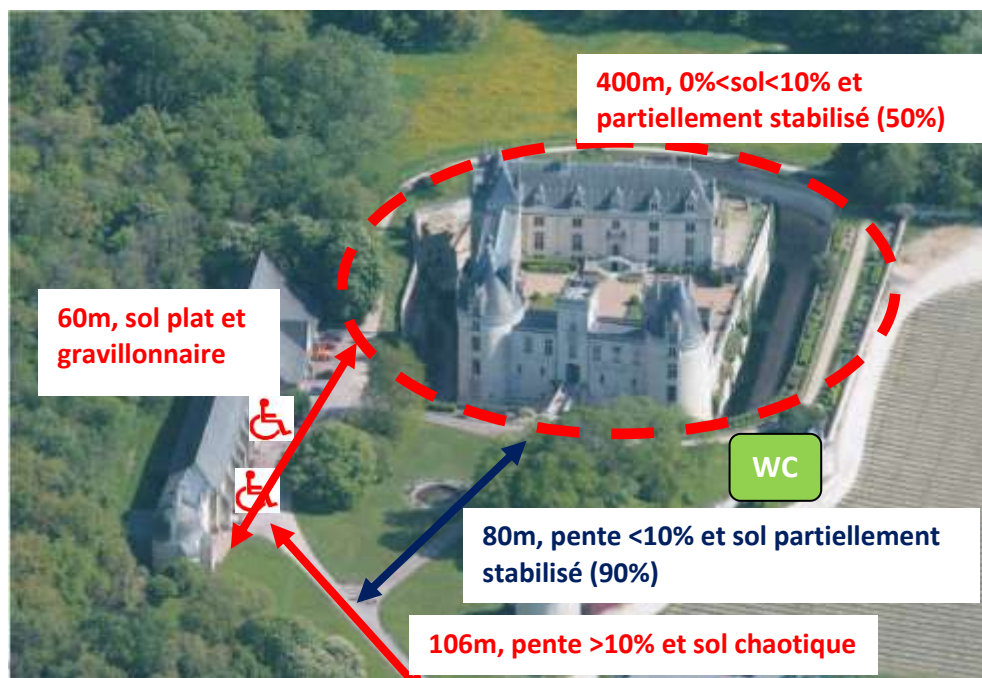 400m, 0%<sol<10% et
partiellement stabilisé (50%)
60m, sol plat et
gravillonnaire
WC
80m, pente <10% et sol partiellement
stabilisé (90%)
106m, pente >10% et sol chaotique